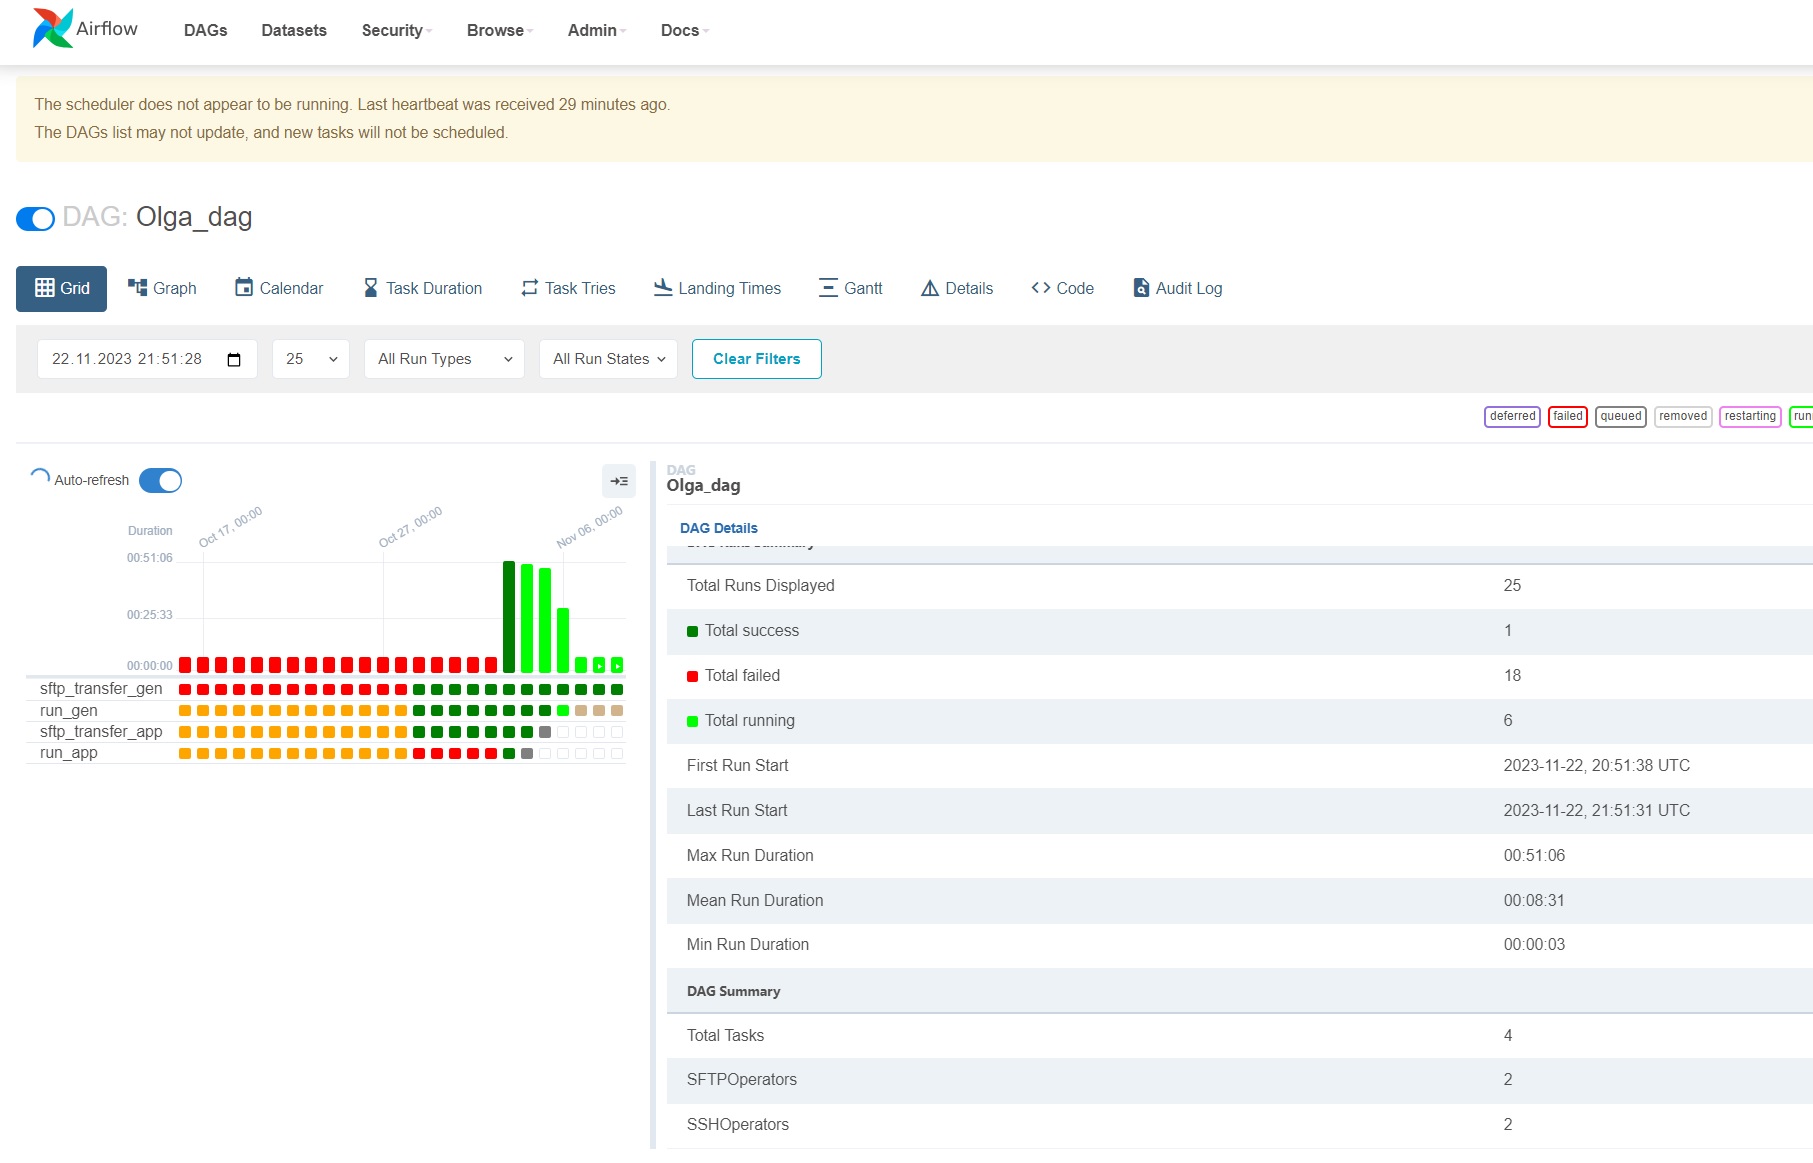 Airflow
DAGs Datasets Security Browse Admin Docs
The scheduler does not appear to be running. Last heartbeat was received 29 minutes ago.
The DAGs list may not update, and new tasks will not be scheduled.
DAG: Olga_dag
Grid Graph Calendar Task Duration Task Tries Landing Times Gantt Details Code Audit Log
22.11.2023 21:51:28 25 All Run Types All Run States Clear Filters
deferred failed queued removed restarting
Auto-refresh
Duration
Oct 17, 00:00 Oct 27, 00:00 Nov 06, 00:00
00:51:06
00:25:33
00:00:00
sftp_transfer_gen
run_gen
sftp_transfer_app
run_app
DAG
Olga_dag
DAG Details
Total Runs Displayed 25
Total success 1
Total failed 18
Total running 6
First Run Start 2023-11-22, 20:51:38 UTC
Last Run Start 2023-11-22, 21:51:31 UTC
Max Run Duration 00:51:06
Mean Run Duration 00:08:31
Min Run Duration 00:00:03
DAG Summary
Total Tasks 4
SFTPOperators 2
SSHOperators 2